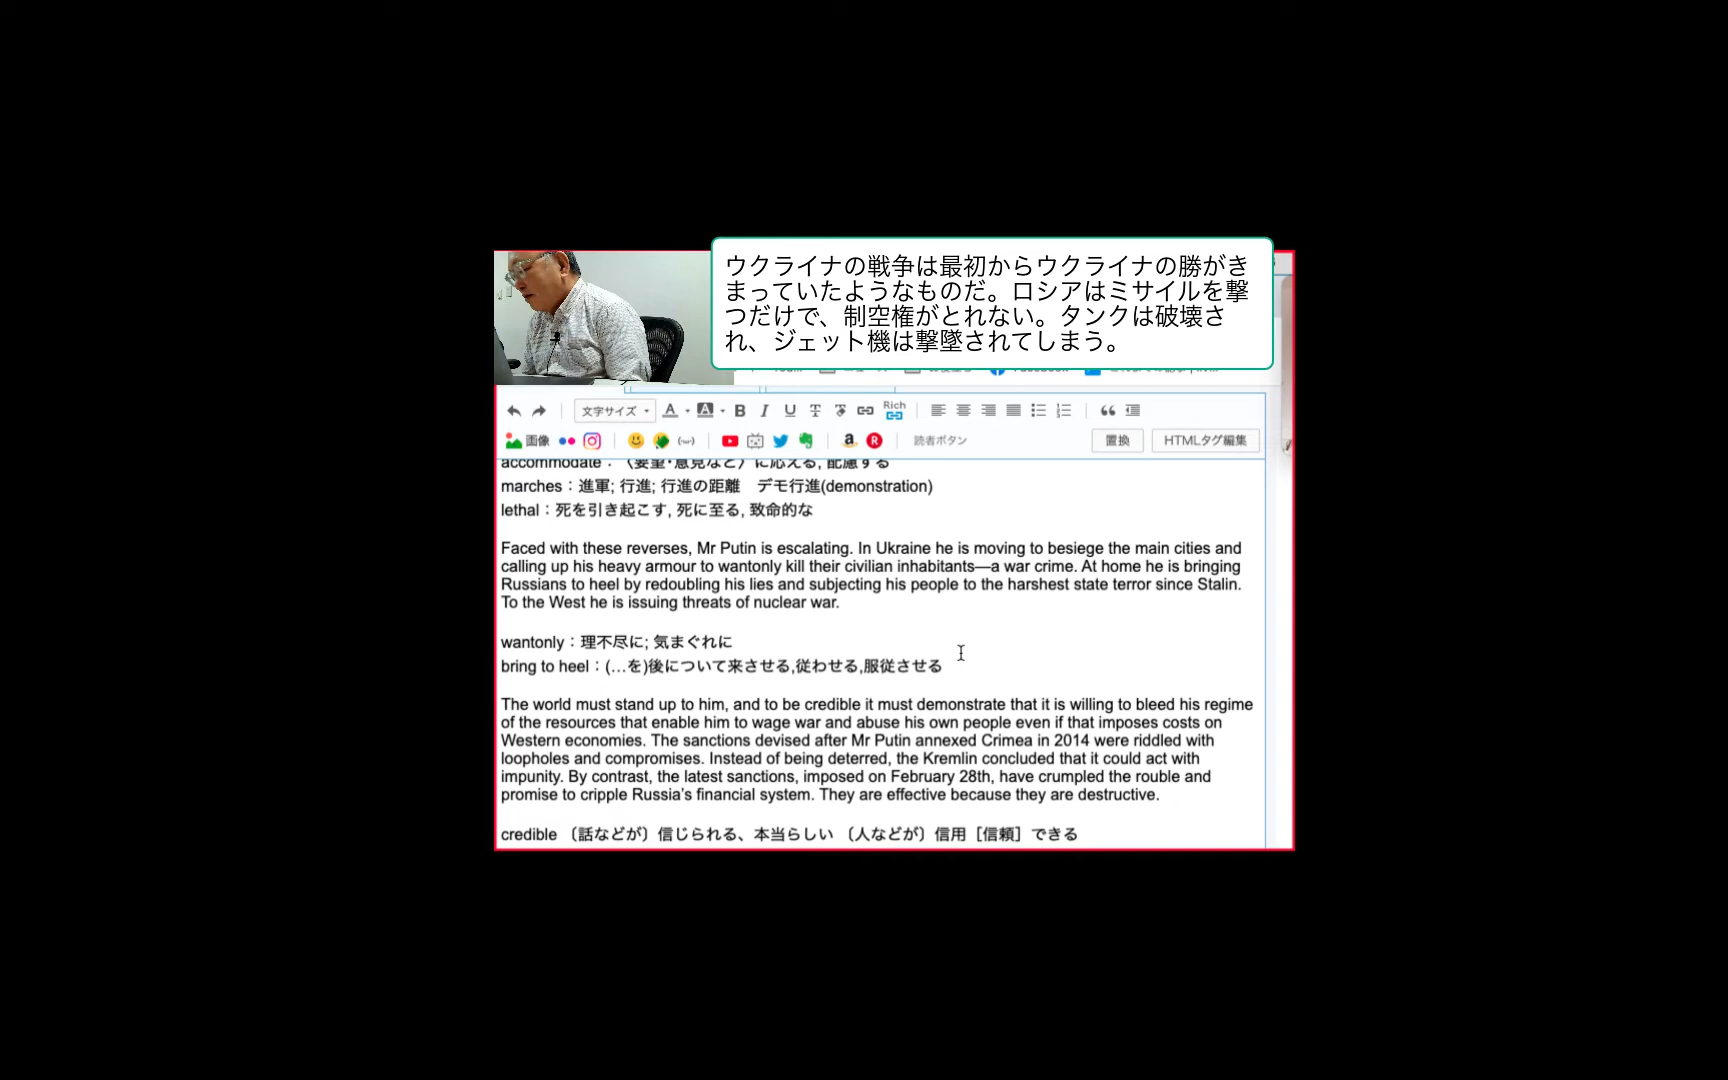 ウクライナの戦争は最初からウクライナの勝がき
まっていたようなものだ。ロシアはミサイルを撃
つだけで、制空権がとれない。タンクは破壊さ
れ、ジェット機は撃墜されてしまう。
文字サイズ A A B I U T Rich
画像 a R 読者ボタン 置換 HTMLタグ編集
accommodate：（要望・意見など）に応える, 配慮する
marches：進軍; 行進; 行進の距離　デモ行進(demonstration)
lethal：死を引き起こす, 死に至る, 致命的な
Faced with these reverses, Mr Putin is escalating. In Ukraine he is moving to besiege the main cities and
calling up his heavy armour to wantonly kill their civilian inhabitants—a war crime. At home he is bringing
Russians to heel by redoubling his lies and subjecting his people to the harshest state terror since Stalin.
To the West he is issuing threats of nuclear war.
wantonly：理不尽に; 気まぐれに
bring to heel：(…を)後について来させる,従わせる,服従させる
The world must stand up to him, and to be credible it must demonstrate that it is willing to bleed his regime
of the resources that enable him to wage war and abuse his own people even if that imposes costs on
Western economies. The sanctions devised after Mr Putin annexed Crimea in 2014 were riddled with
loopholes and compromises. Instead of being deterred, the Kremlin concluded that it could act with
impunity. By contrast, the latest sanctions, imposed on February 28th, have crumpled the rouble and
promise to cripple Russia’s financial system. They are effective because they are destructive.
credible 〔話などが〕信じられる、本当らしい 〔人などが〕信用［信頼］できる